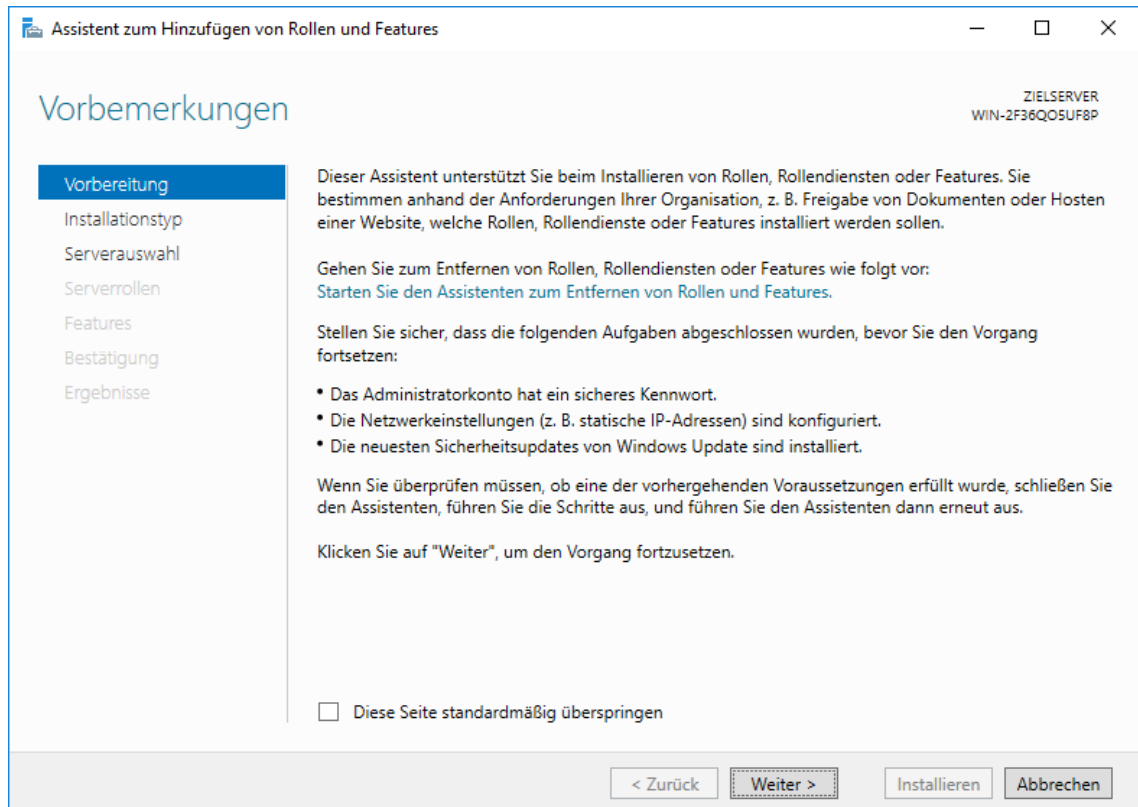 Assistent zum Hinzufügen von Rollen und Features
Vorbemerkungen
ZIELSERVER
WIN-2F36QO5UF8P
Vorbereitung
Installationstyp
Serverauswahl
Serverrollen
Features
Bestätigung
Ergebnisse
Dieser Assistent unterstützt Sie beim Installieren von Rollen, Rollendiensten oder Features. Sie
bestimmen anhand der Anforderungen Ihrer Organisation, z. B. Freigabe von Dokumenten oder Hosten
einer Website, welche Rollen, Rollendienste oder Features installiert werden sollen.
Gehen Sie zum Entfernen von Rollen, Rollendiensten oder Features wie folgt vor:
Starten Sie den Assistenten zum Entfernen von Rollen und Features.
Stellen Sie sicher, dass die folgenden Aufgaben abgeschlossen wurden, bevor Sie den Vorgang
fortsetzen:
• Das Administratorkonto hat ein sicheres Kennwort.
• Die Netzwerkeinstellungen (z. B. statische IP-Adressen) sind konfiguriert.
• Die neuesten Sicherheitsupdates von Windows Update sind installiert.
Wenn Sie überprüfen müssen, ob eine der vorhergehenden Voraussetzungen erfüllt wurde, schließen Sie
den Assistenten, führen Sie die Schritte aus, und führen Sie den Assistenten dann erneut aus.
Klicken Sie auf "Weiter", um den Vorgang fortzusetzen.
Diese Seite standardmäßig überspringen
< Zurück
Weiter >
Installieren
Abbrechen